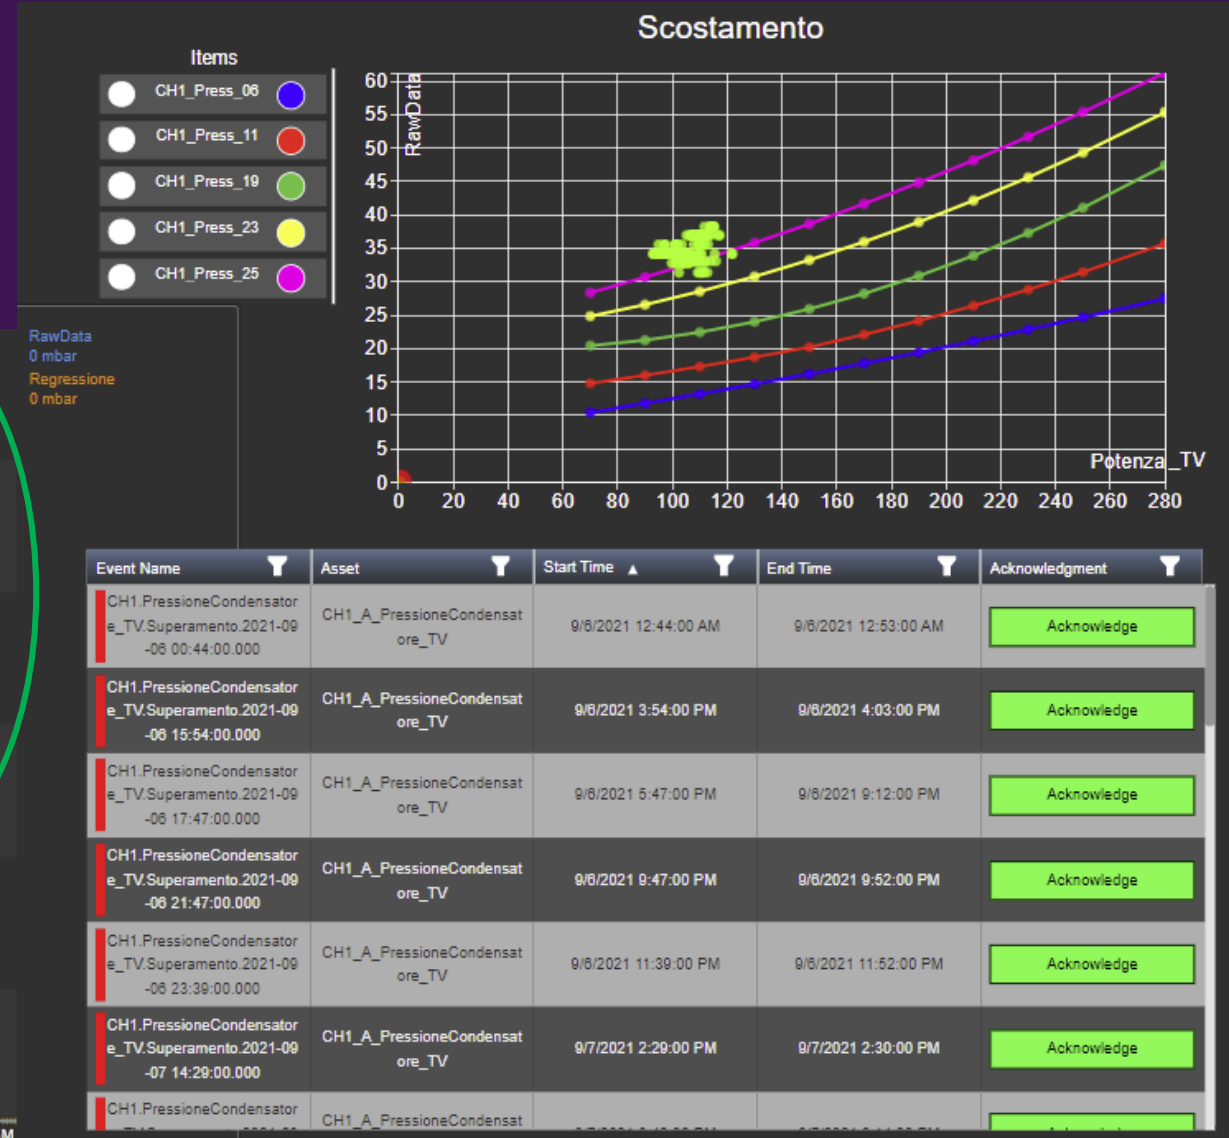 Scostamento
Items
CH1_Press_06
CH1_Press_11
CH1_Press_19
CH1_Press_23
CH1_Press_25
RawData
60
55
50
45
40
35
30
25
20
15
10
5
0
Potenza_TV
0 20 40 60 80 100 120 140 160 180 200 220 240 260 280
RawData
0 mbar
Regressione
0 mbar
Event Name Asset Start Time End Time Acknowledgment
CH1.PressioneCondensator
e_TV.Superamento.2021-09
-06 00:44:00.000
CH1_A_PressioneCondensat
ore_TV
9/6/2021 12:44:00 AM
9/6/2021 12:53:00 AM
Acknowledge
CH1.PressioneCondensator
e_TV.Superamento.2021-09
-06 15:54:00.000
CH1_A_PressioneCondensat
ore_TV
9/6/2021 3:54:00 PM
9/6/2021 4:03:00 PM
Acknowledge
CH1.PressioneCondensator
e_TV.Superamento.2021-09
-06 17:47:00.000
CH1_A_PressioneCondensat
ore_TV
9/6/2021 5:47:00 PM
9/6/2021 9:12:00 PM
Acknowledge
CH1.PressioneCondensator
e_TV.Superamento.2021-09
-06 21:47:00.000
CH1_A_PressioneCondensat
ore_TV
9/6/2021 9:47:00 PM
9/6/2021 9:52:00 PM
Acknowledge
CH1.PressioneCondensator
e_TV.Superamento.2021-09
-06 23:39:00.000
CH1_A_PressioneCondensat
ore_TV
9/6/2021 11:39:00 PM
9/6/2021 11:52:00 PM
Acknowledge
CH1.PressioneCondensator
e_TV.Superamento.2021-09
-07 14:29:00.000
CH1_A_PressioneCondensat
ore_TV
9/7/2021 2:29:00 PM
9/7/2021 2:30:00 PM
Acknowledge
CH1.PressioneCondensator
CH1_A_PressioneCondensat
M